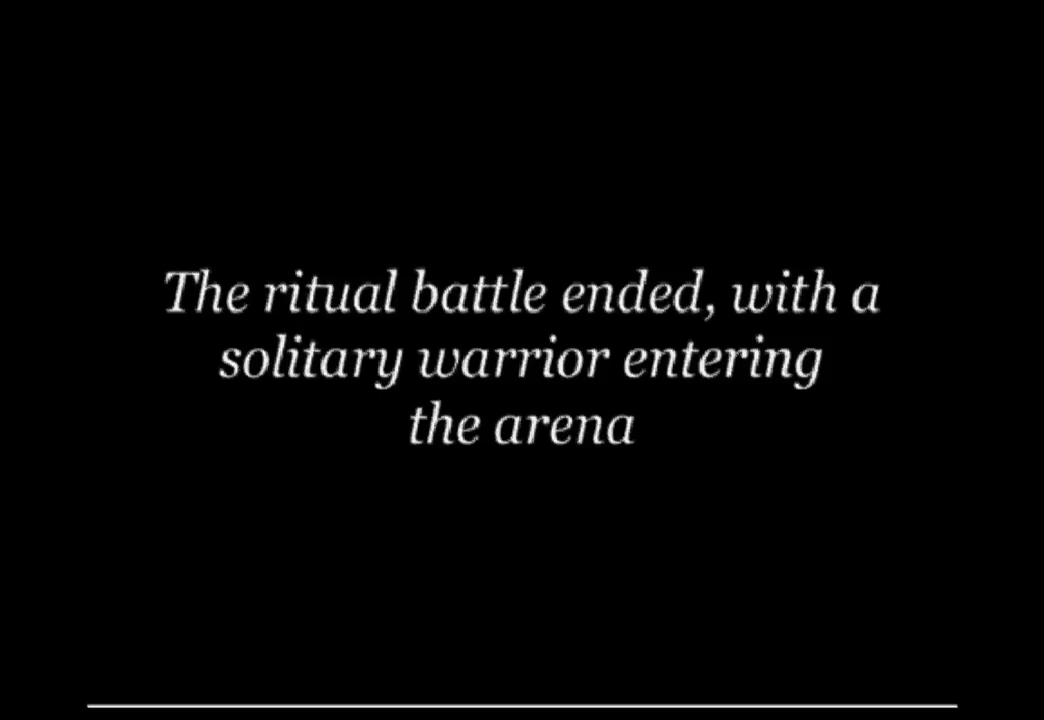 The ritual battle ended, with a
solitary warrior entering
the arena